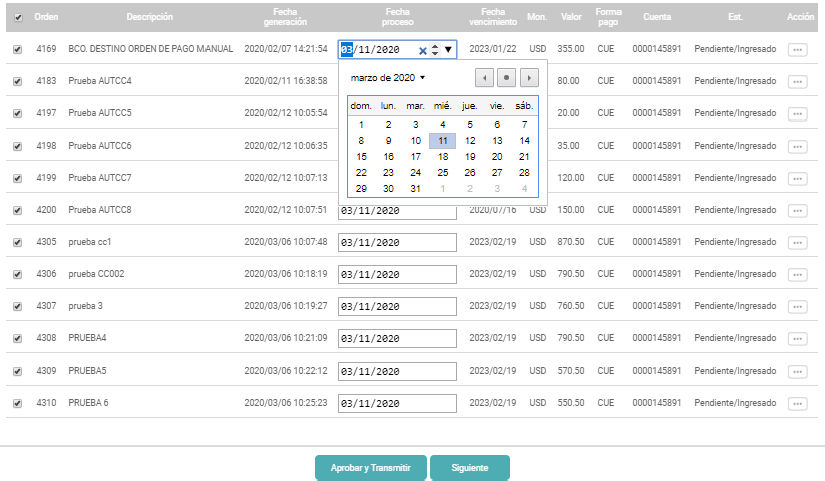 Orden Descripción Fecha generación Fecha proceso Fecha vencimiento Mon. Valor Forma pago Cuenta Est. Acción
4169 BCO. DESTINO ORDEN DE PAGO MANUAL 2020/02/07 14:21:54 03/11/2020 2023/01/22 USD 355.00 CUE 0000145891 Pendiente/Ingresado
marzo de 2020
dom. lun. mar. mié. jue. vie. sáb.
1 2 3 4 5 6 7
8 9 10 11 12 13 14
15 16 17 18 19 20 21
22 23 24 25 26 27 28
29 30 31 1 2 3 4
4183 Prueba AUTCC4 2020/02/11 16:38:58 80.00 CUE 0000145891 Pendiente/Ingresado
4197 Prueba AUTCC5 2020/02/12 10:05:54 20.00 CUE 0000145891 Pendiente/Ingresado
4198 Prueba AUTCC6 2020/02/12 10:06:35 35.00 CUE 0000145891 Pendiente/Ingresado
4199 Prueba AUTCC7 2020/02/12 10:07:13 120.00 CUE 0000145891 Pendiente/Ingresado
4200 Prueba AUTCC8 2020/02/12 10:07:51 03/11/2020 2020/07/16 USD 150.00 CUE 0000145891 Pendiente/Ingresado
4305 prueba cc1 2020/03/06 10:07:48 03/11/2020 2023/02/19 USD 870.50 CUE 0000145891 Pendiente/Ingresado
4306 prueba CC002 2020/03/06 10:18:19 03/11/2020 2023/02/19 USD 790.50 CUE 0000145891 Pendiente/Ingresado
4307 prueba 3 2020/03/06 10:19:27 03/11/2020 2023/02/19 USD 760.50 CUE 0000145891 Pendiente/Ingresado
4308 PRUEBA4 2020/03/06 10:21:09 03/11/2020 2023/02/19 USD 790.50 CUE 0000145891 Pendiente/Ingresado
4309 PRUEBA5 2020/03/06 10:22:12 03/11/2020 2023/02/19 USD 570.50 CUE 0000145891 Pendiente/Ingresado
4310 PRUEBA 6 2020/03/06 10:25:23 03/11/2020 2023/02/19 USD 550.50 CUE 0000145891 Pendiente/Ingresado
Aprobar y Transmitir Siguiente